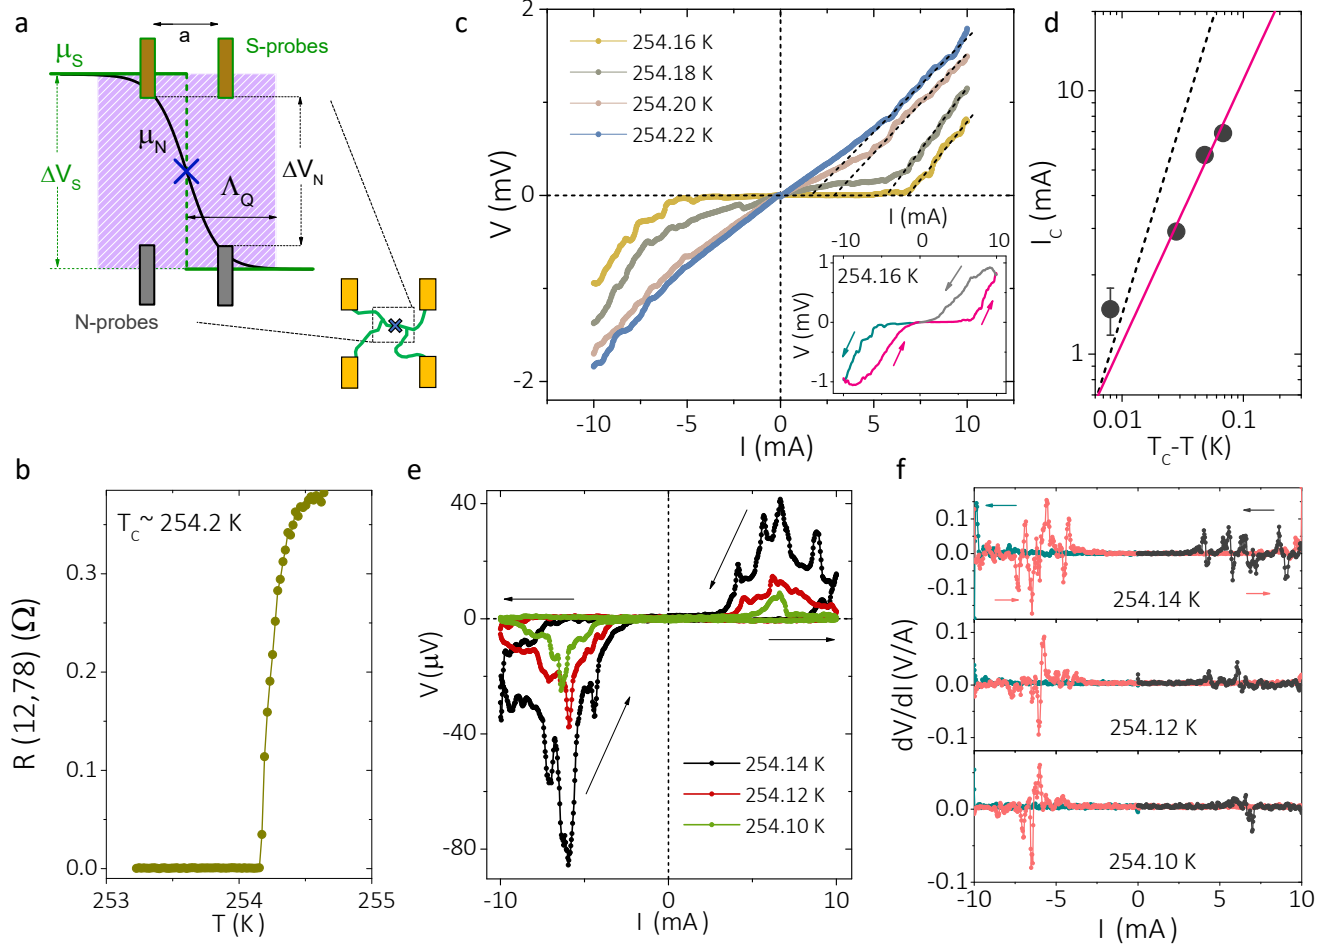 a
a
μS
S-probes
μN
ΔVS
ΔVN
ΛQ
N-probes
b
TC~ 254.2 K
R (12,78) (Ω)
0.3
0.2
0.1
0.0
253
254
255
T (K)
c
2
0
-2
V (mV)
254.16 K
254.18 K
254.20 K
254.22 K
-10
-5
0
5
10
I (mA)
I (mA)
-10
0
10
1
0
-1
V (mV)
254.16 K
d
10
1
IC (mA)
0.01
0.1
TC-T (K)
e
40
0
-40
-80
V(μV)
254.14 K
254.12 K
254.10 K
-10
0
10
I (mA)
f
dV/dI (V/A)
0.1
0.0
-0.1
254.14 K
0.1
0.0
-0.1
254.12 K
0.0
-0.1
254.10 K
-10
-5
0
5
10
I (mA)